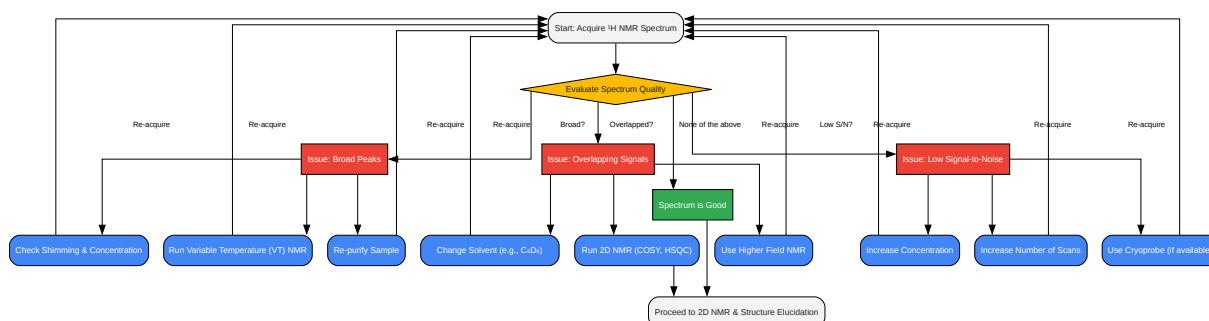 Start: Acquire ¹H NMR Spectrum
Evaluate Spectrum Quality
Re-acquire
Re-acquire
Re-acquire
Re-acquire
Broad?
Overlapped?
None of the above
Re-acquire
Low S/N?
Re-acquire
Re-acquire
Re-acquire
Issue: Broad Peaks
Issue: Overlapping Signals
Issue: Low Signal-to-Noise
Spectrum is Good
Check Shimming & Concentration
Run Variable Temperature (VT) NMR
Re-purify Sample
Change Solvent (e.g., C₆D₆)
Run 2D NMR (COSY, HSQC)
Use Higher Field NMR
Increase Concentration
Increase Number of Scans
Use Cryoprobe (if available
Proceed to 2D NMR & Structure Elucidation